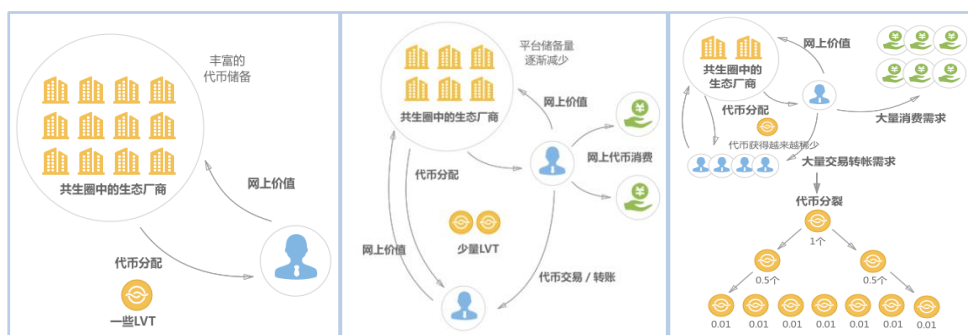 丰富的
代币储备
共生圈中的生态厂商
网上价值
代币分配
一些LVT
平台储备量
逐渐减少
共生圈中的生态厂商
网上价值
网上代币消费
代币分配
网上价值
少量LVT
代币交易 / 转账
共生圈中的
生态厂商
网上价值
代币分配
大量消费需求
代币获得越来越稀少
大量交易转帐需求
代币分裂
1个
0.5个
0.5个
0.01 0.01 0.01 0.01 0.01 0.01 0.01